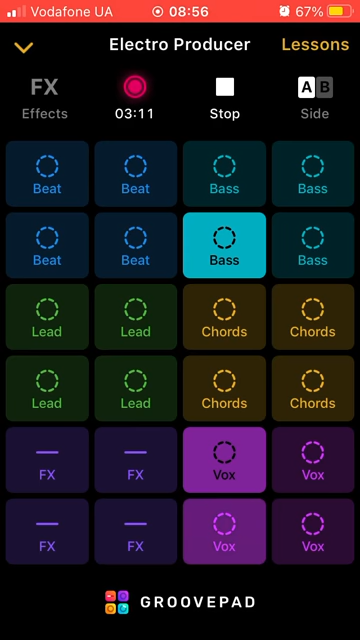 Vodafone UA 08:56 67%
Electro Producer Lessons
FX A B
Effects 03:11 Stop Side
Beat Beat Bass Bass
Beat Beat Bass Bass
Lead Lead Chords Chords
Lead Lead Chords Chords
FX FX Vox Vox
FX FX Vox Vox
GROOVEPAD